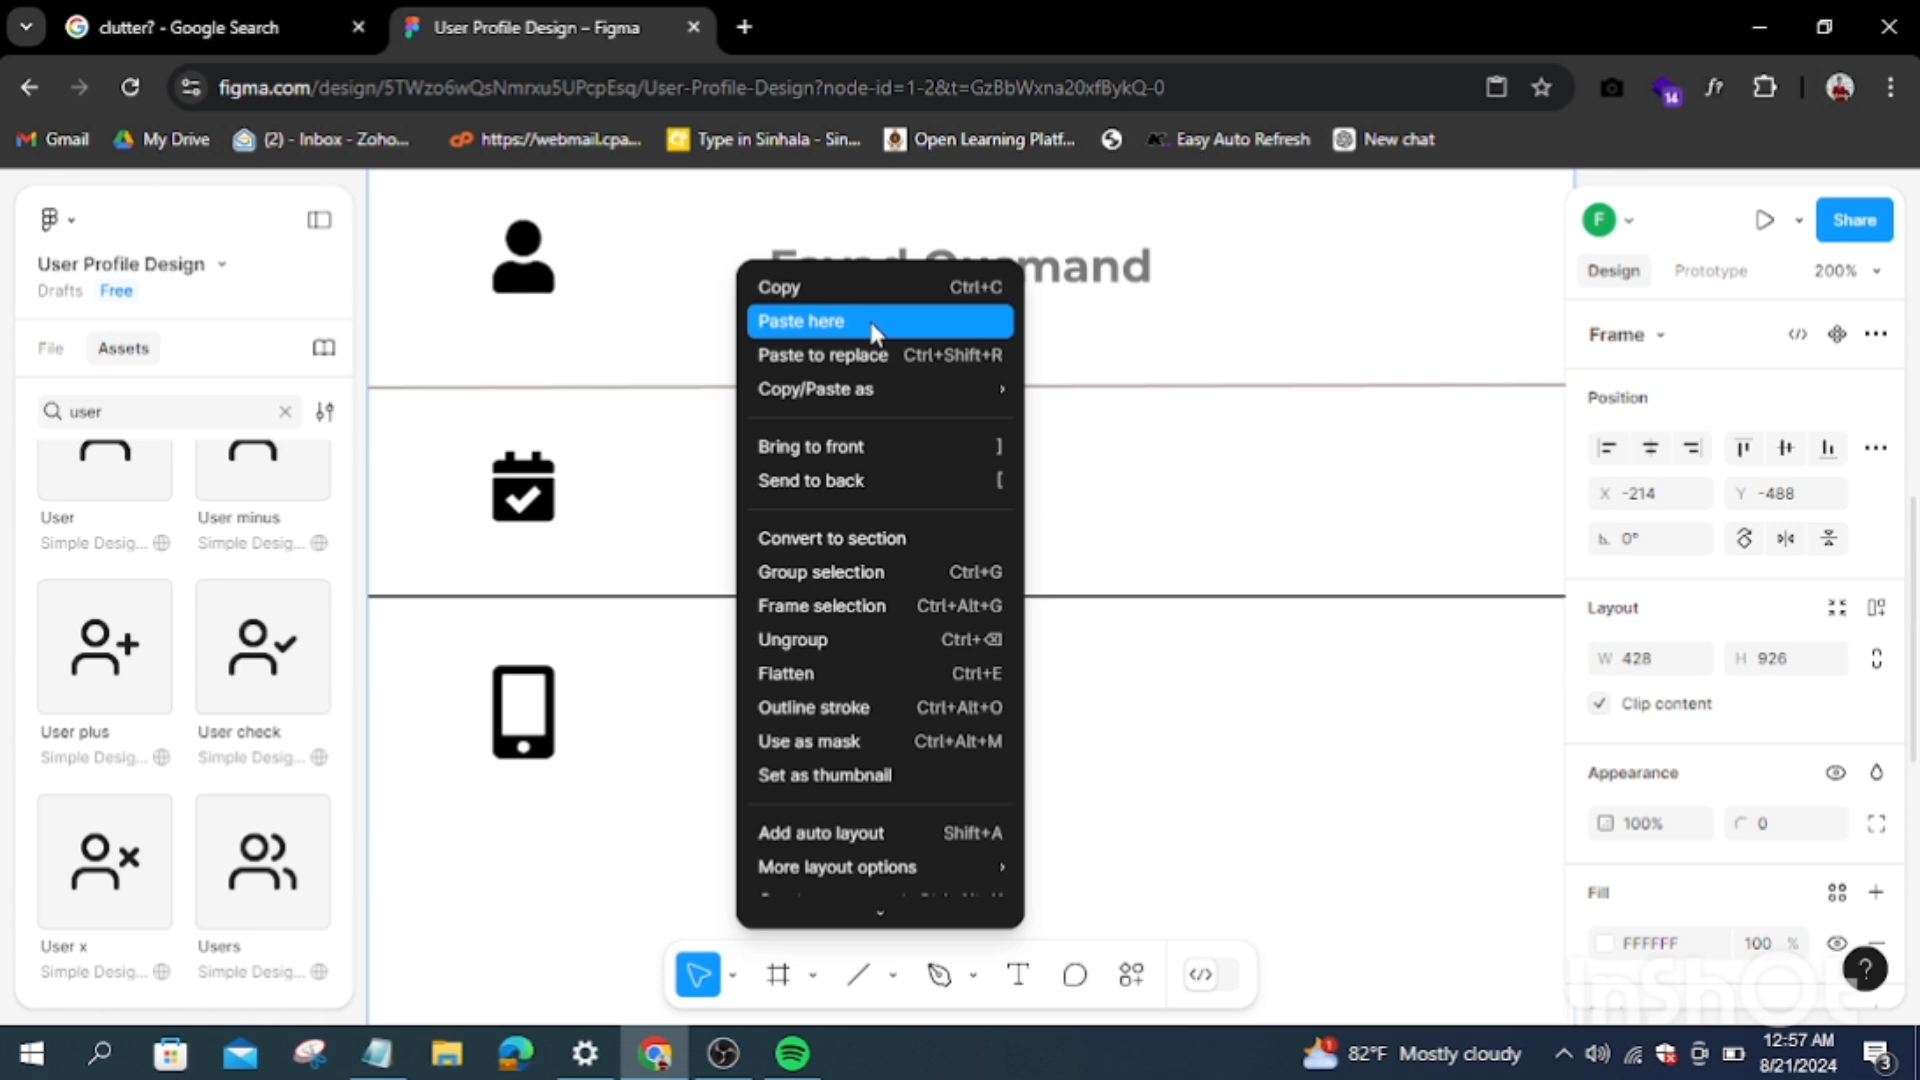 clutter? - Google Search
User Profile Design – Figma
figma.com/design/5TWzo6wQsNmrxu5UPcpEsq/User-Profile-Design?node-id=1-2&t=GzBbWxna20xfBykQ-0
14
f?
Gmail
My Drive
(2) - Inbox - Zoho...
https://webmail.cpa...
Type in Sinhala - Sin...
Open Learning Platf...
Easy Auto Refresh
New chat
User Profile Design
Drafts Free
File Assets
user
User
User minus
Simple Desig...
Simple Desig...
User plus
User check
Simple Desig...
Simple Desig...
User x
Users
Simple Desig...
Simple Desig...
Copy Ctrl+C
Paste here
Paste to replace Ctrl+Shift+R
Copy/Paste as
Bring to front ]
Send to back [
Convert to section
Group selection Ctrl+G
Frame selection Ctrl+Alt+G
Ungroup Ctrl+⌫
Flatten Ctrl+E
Outline stroke Ctrl+Alt+O
Use as mask Ctrl+Alt+M
Set as thumbnail
Add auto layout Shift+A
More layout options
F
Share
Design Prototype 200%
Frame
Position
X -214 Y -488
0°
Layout
W 428 H 926
Clip content
Appearance
100% 0
Fill
FFFFFF 100 %
?
InShOt
82°F Mostly cloudy
12:57 AM
8/21/2024
3